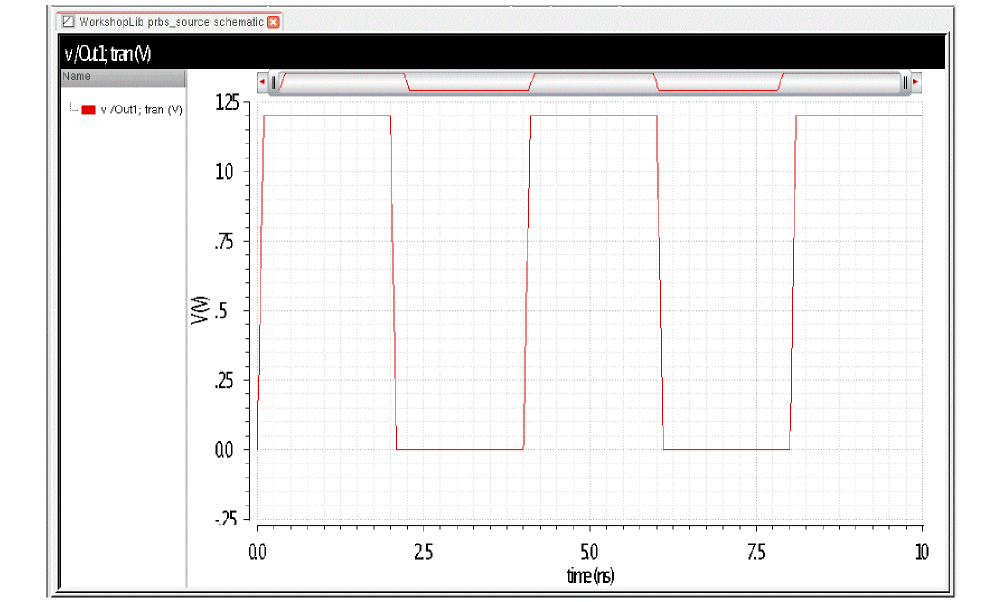 WorkshopLib prbs_source schematic
v /Out1; tran (V)
Name
v /Out1; tran (V)
1.25
1.0
.75
.5
.25
0.0
-.25
V (V)
0.0 2.5 5.0 7.5 10
time (ns)